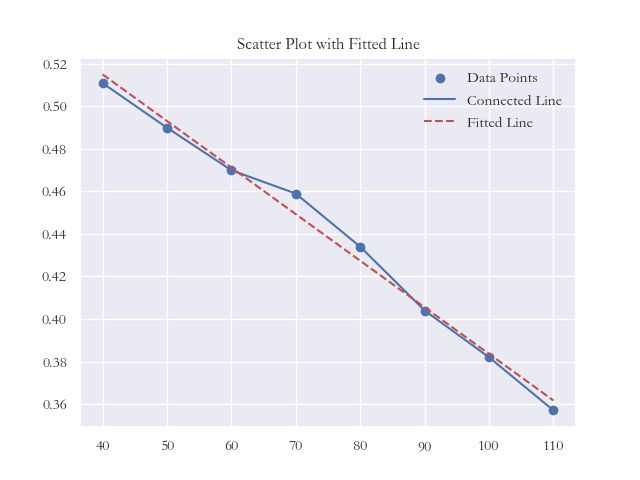 Scatter Plot with Fitted Line
0.52
0.50
0.48
0.46
0.44
0.42
0.40
0.38
0.36
Data Points
Connected Line
Fitted Line
40 50 60 70 80 90 100 110